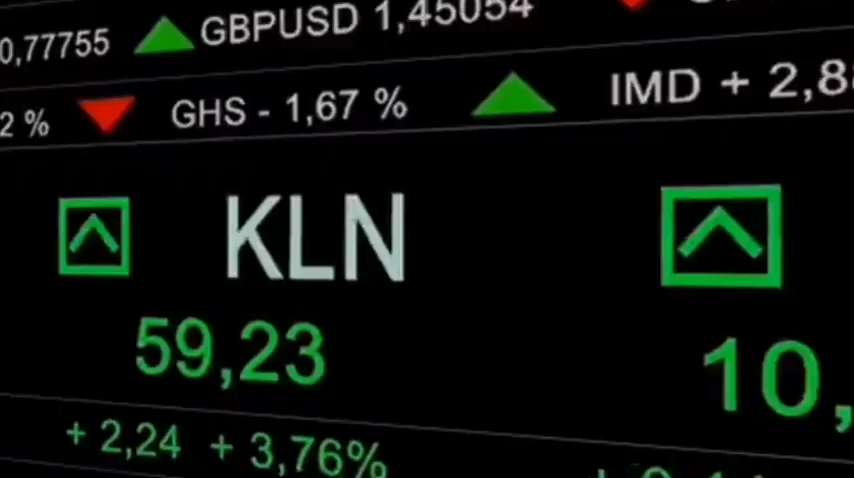 0,77755 GBPUSD 1,45054
2 % GHS - 1,67 % IMD + 2,8
KLN
59,23 10,
+ 2,24 + 3,76%